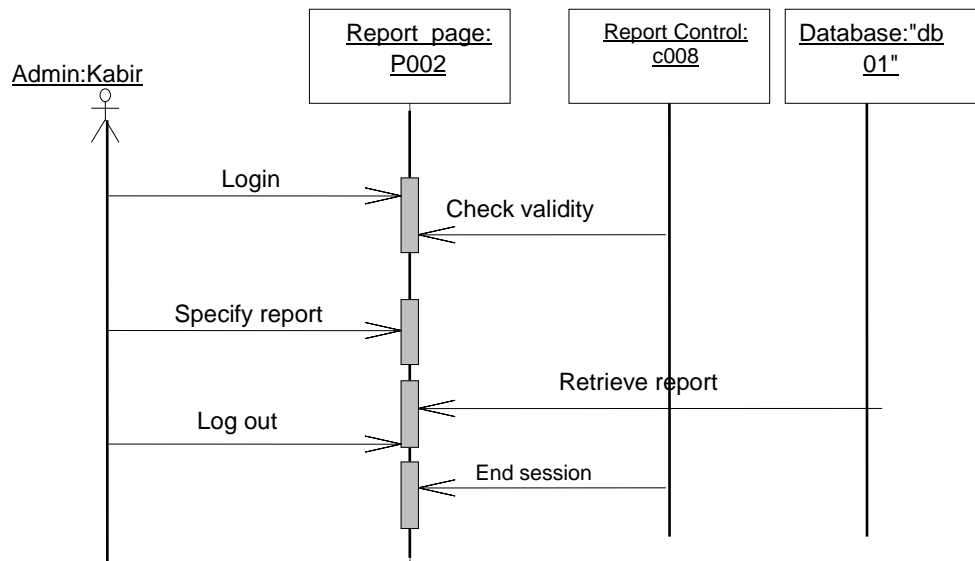 Report page:
P002
Report Control:
c008
Database:"db
01"
Admin:Kabir
Login
Check validity
Specify report
Retrieve report
Log out
End session